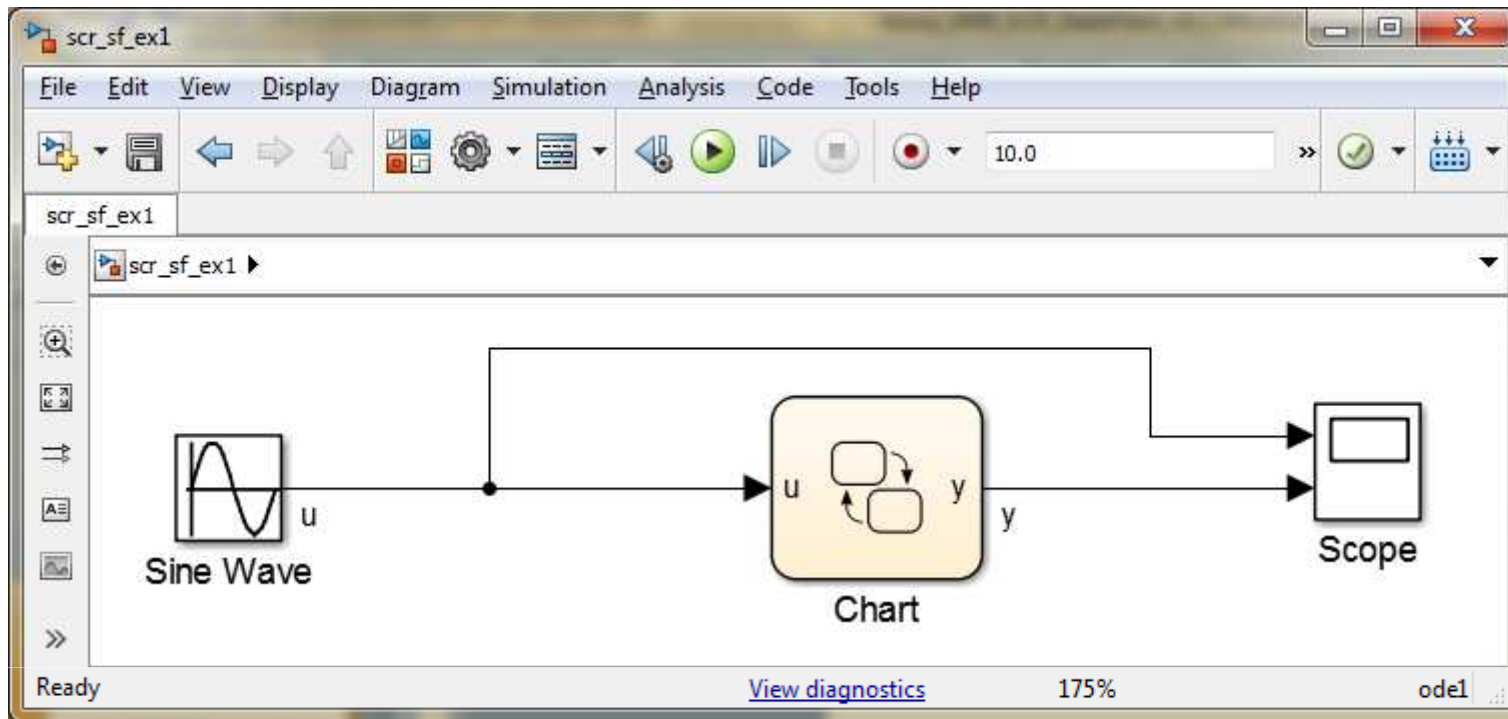 scr_sf_ex1
File Edit View Display Diagram Simulation Analysis Code Tools Help
10.0 »
scr_sf_ex1
scr_sf_ex1
u
u
y
y
Sine Wave
Chart
Scope
Ready View diagnostics 175% ode1